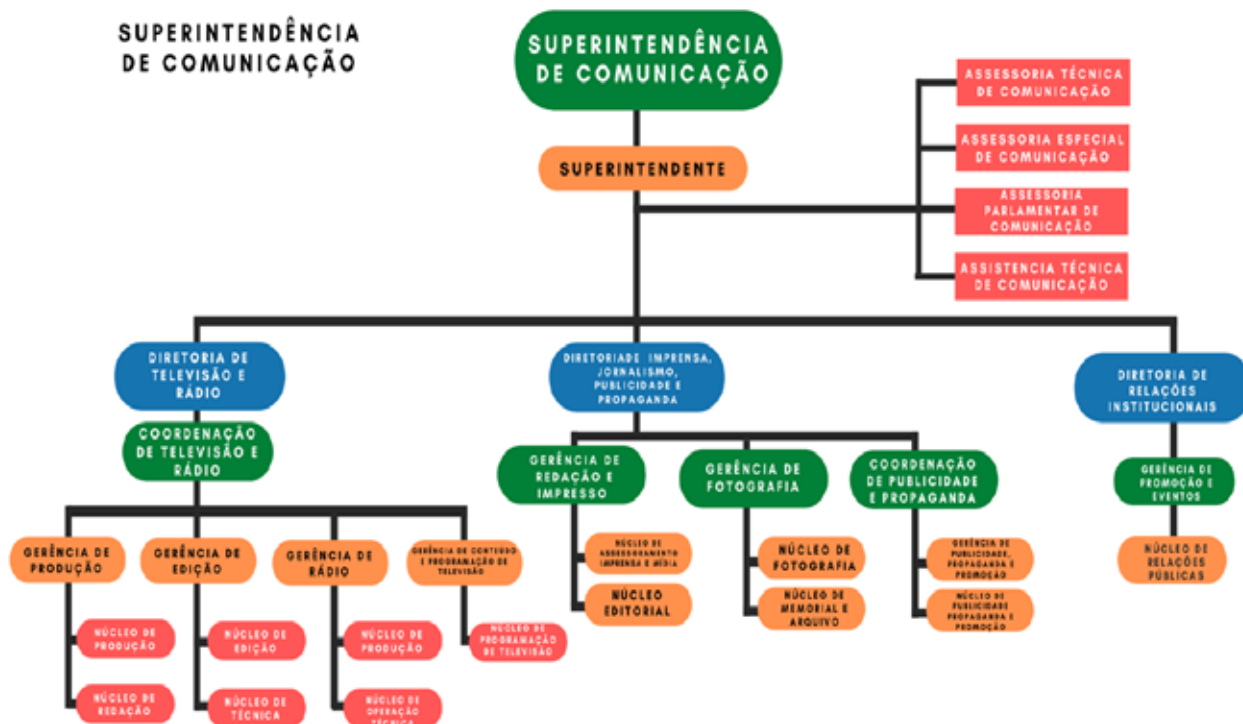 SUPERINTENDÊNCIA
DE COMUNICAÇÃO
SUPERINTENDÊNCIA
DE COMUNICAÇÃO
SUPERINTENDENTE
ASSESSORIA TÉCNICA
DE COMUNICAÇÃO
ASSESSORIA ESPECIAL
DE COMUNICAÇÃO
ASSESSORIA
PARLAMENTAR DE
COMUNICAÇÃO
ASSISTENCIA TÉCNICA
DE COMUNICAÇÃO
DIRETORIA DE
TELEVISÃO E
RÁDIO
DIRETORIADE IMPRENSA,
JORNALISMO,
PUBLICIDADE E
PROPAGANDA
DIRETORIA DE
RELAÇÕES
INSTITUCIONAIS
COORDENAÇÃO
DE TELEVISÃO E
RÁDIO
GERÊNCIA DE
REDAÇÃO E
IMPRESSO
GERÊNCIA DE
FOTOGRAFIA
COORDENAÇÃO
DE PUBLICIDADE
E PROPAGANDA
GERÊNCIA DE
PROMOÇÃO E
EVENTOS
GERÊNCIA DE
PRODUÇÃO
GERÊNCIA DE
EDIÇÃO
GERÊNCIA DE
RÁDIO
GERÊNCIA DE CONTEÚDO
E PROGRAMAÇÃO DE
TELEVISÃO
NÚCLEO DE
ASSESSORAMENTO
IMPRENSA E MÉDIA
NÚCLEO
EDITORIAL
NÚCLEO DE
FOTOGRAFIA
NÚCLEO DE
MEMORIAL E
ARQUIVO
GERÊNCIA DE
PUBLICIDADE,
PROPAGANDA E
PROMOÇÃO
NÚCLEO DE
PUBLICIDADE
PROPAGANDA E
PROMOÇÃO
NÚCLEO DE
RELAÇÕES
PÚBLICAS
NÚCLEO DE
PRODUÇÃO
NÚCLEO DE
EDIÇÃO
NÚCLEO DE
PRODUÇÃO
NÚCLEO DE
PROGRAMAÇÃO
DE TELEVISÃO
NÚCLEO DE
REDAÇÃO
NÚCLEO DE
TÉCNICA
NÚCLEO DE
OPERAÇÃO
TÉCNICA